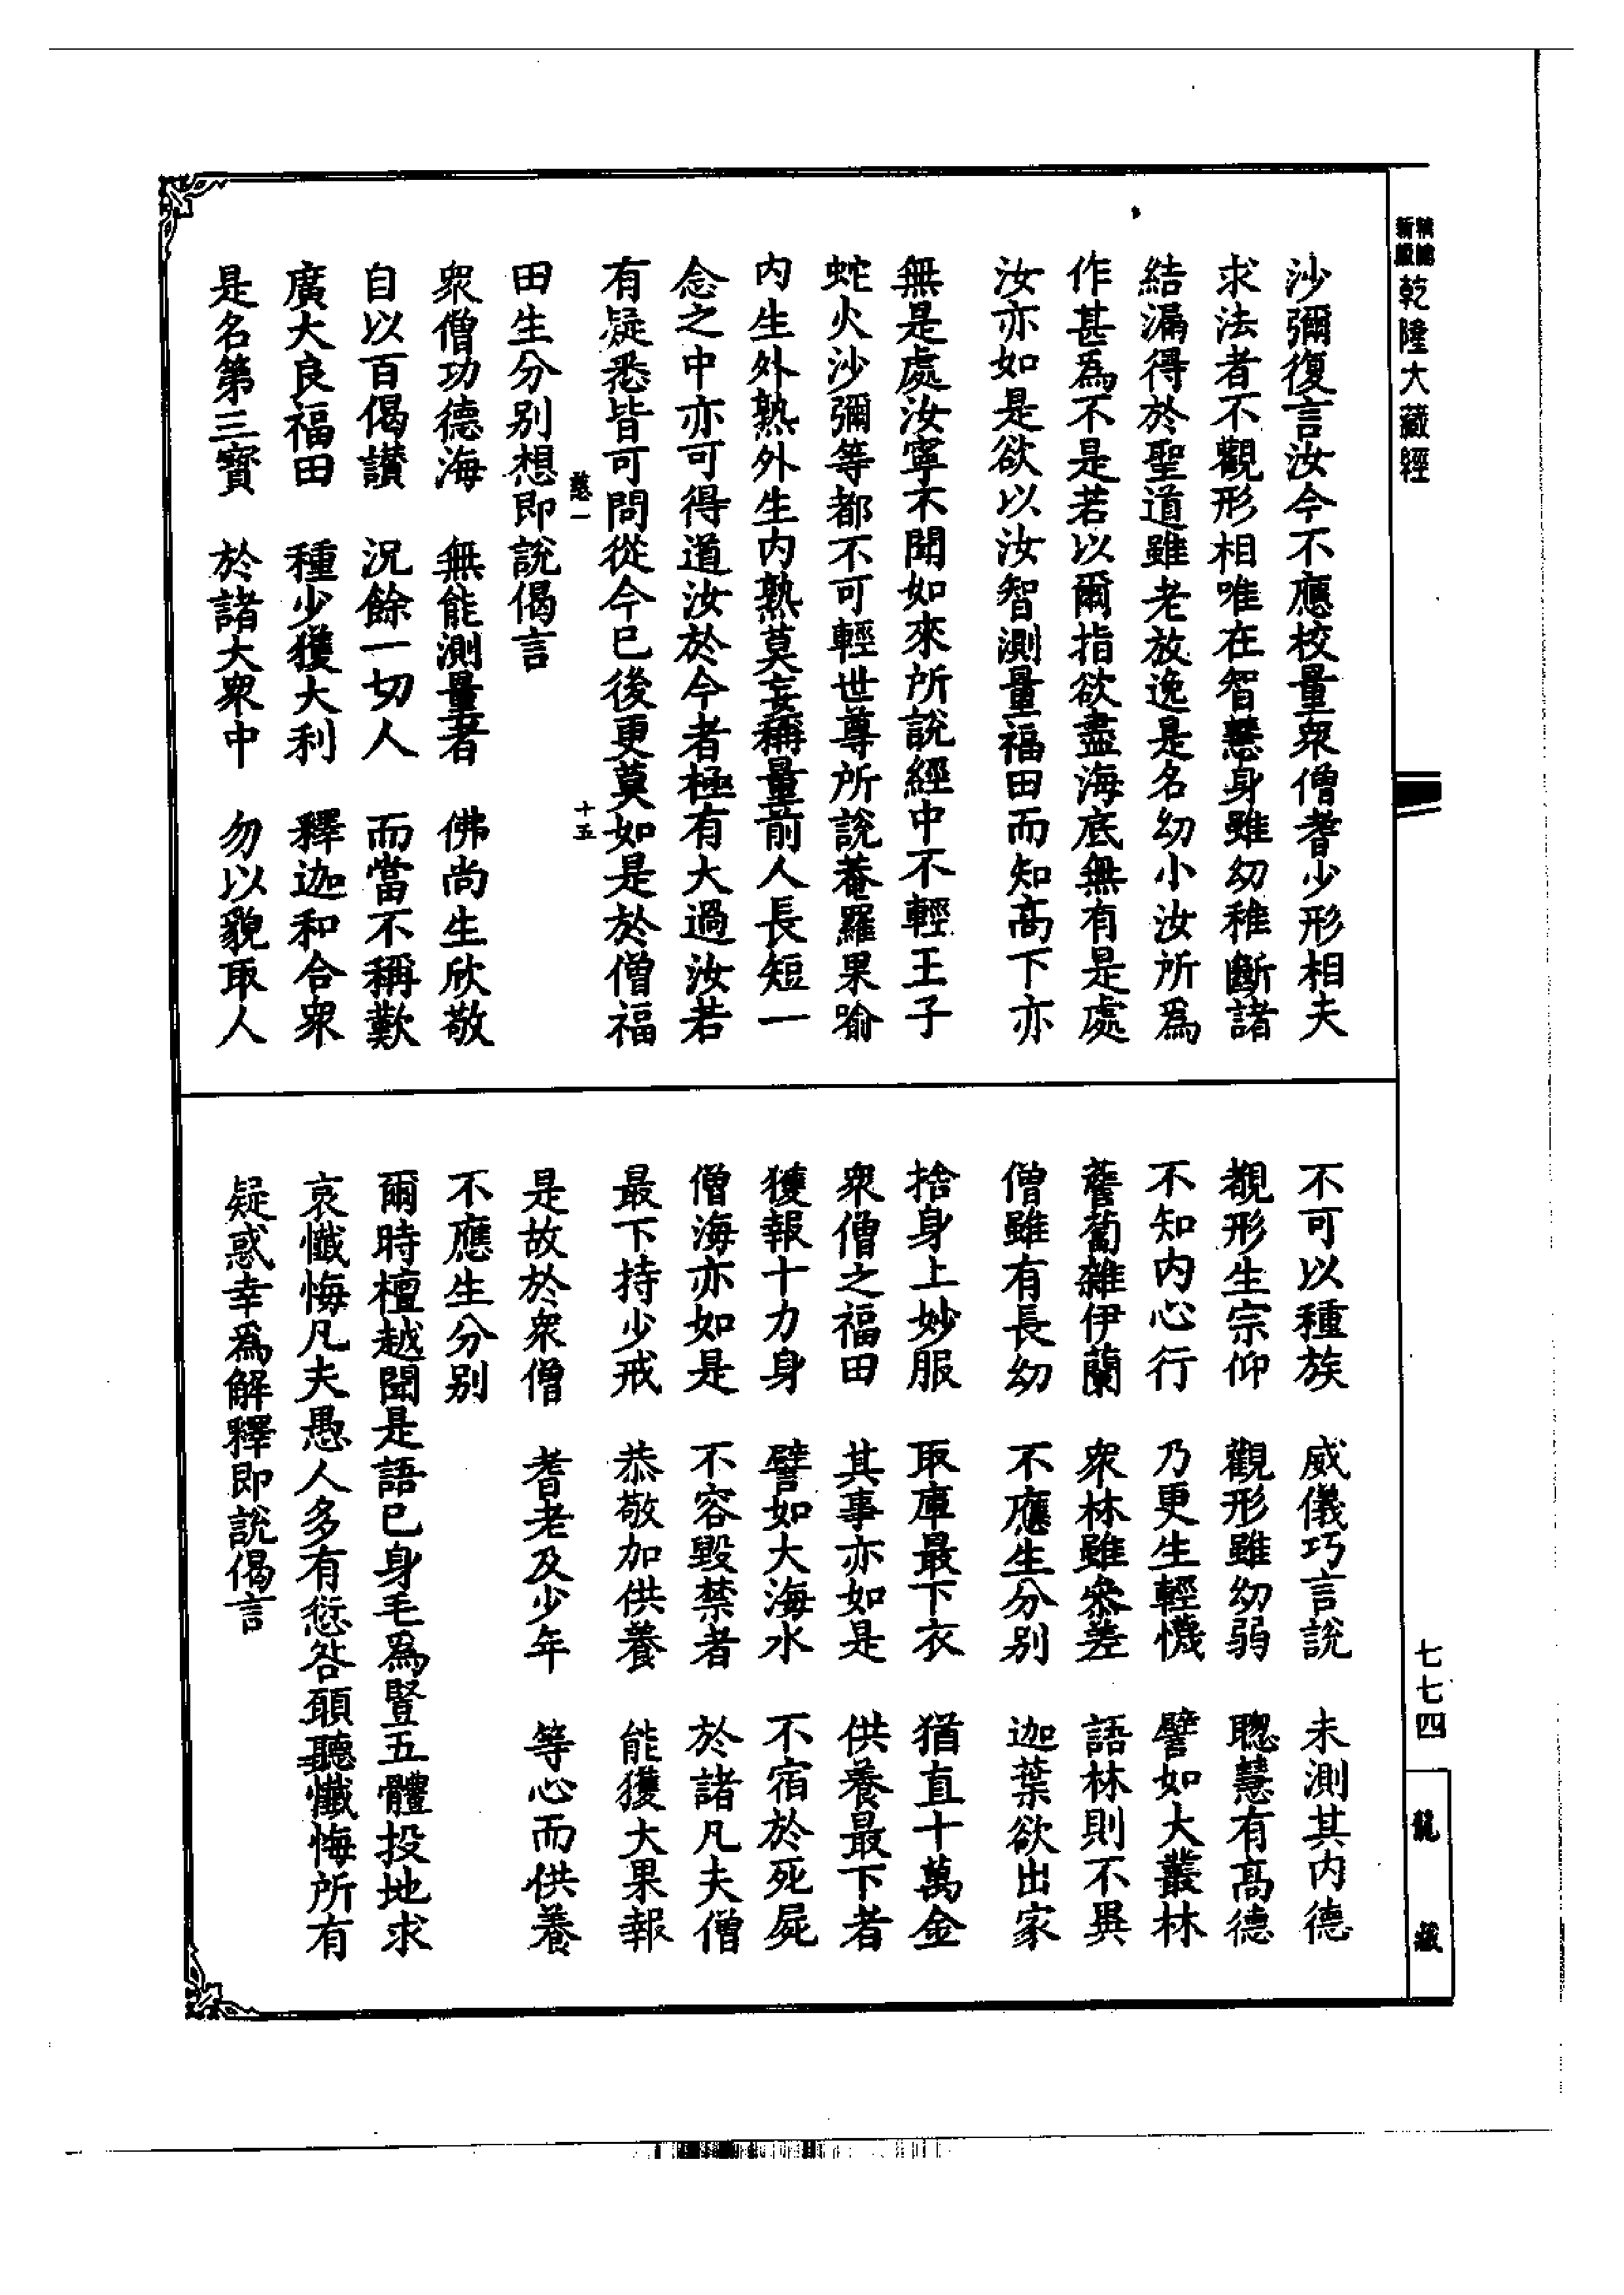 乾隆大藏經
沙彌復言汝今不應校量衆僧耆少形相夫
求法者不觀形相唯在智慧身雖幼稚斷諸
結漏得於聖道雖老放逸是名幼小汝所爲
作甚爲不是若以爾指欲盡海底無有是處
汝亦如是欲以汝智測量福田而知高下亦
無是處汝寧不聞如來所說經中不輕王子
蛇火沙彌等都不可輕世尊所說菴羅果喻
內生外熟外生內熟莫妄稱量前人長短一
念之中亦可得道汝於今者極有大過汝若
有疑悉皆可問從今已後更莫如是於僧福
十五
田生分别想即說偈言
衆僧功德海　無能測量者　佛尚生欣敬
自以百偈讃　況餘一切人　而當不稱歎
廣大良福田　種少獲大利　釋迦和合衆
是名第三寶　於諸大衆中　勿以貌取人
不可以種族　威儀巧言說　未測其內德
覩形生宗仰　觀形雖幼弱　聰慧有高德
不知內心行　乃更生輕懱　譬如大叢林
薝蔔雜伊蘭　衆林雖參差　語林則不異
僧雖有長幼　不應生分别　迦葉欲出家
捨身上妙服　取庫最下衣　猶直十萬金
衆僧之福田　其事亦如是　供養最下者
獲報十力身　譬如大海水　不宿於死屍
僧海亦如是　不容毀禁者　於諸凡夫僧
最下持少戒　恭敬加供養　能獲大果報
是故於衆僧　耆老及少年　等心而供養
不應生分别
爾時檀越聞是語已身毛爲豎五體投地求
哀懺悔凡夫愚人多有愆咎願聽懺悔所有
疑惑幸爲解釋即說偈言
七七四
龍藏